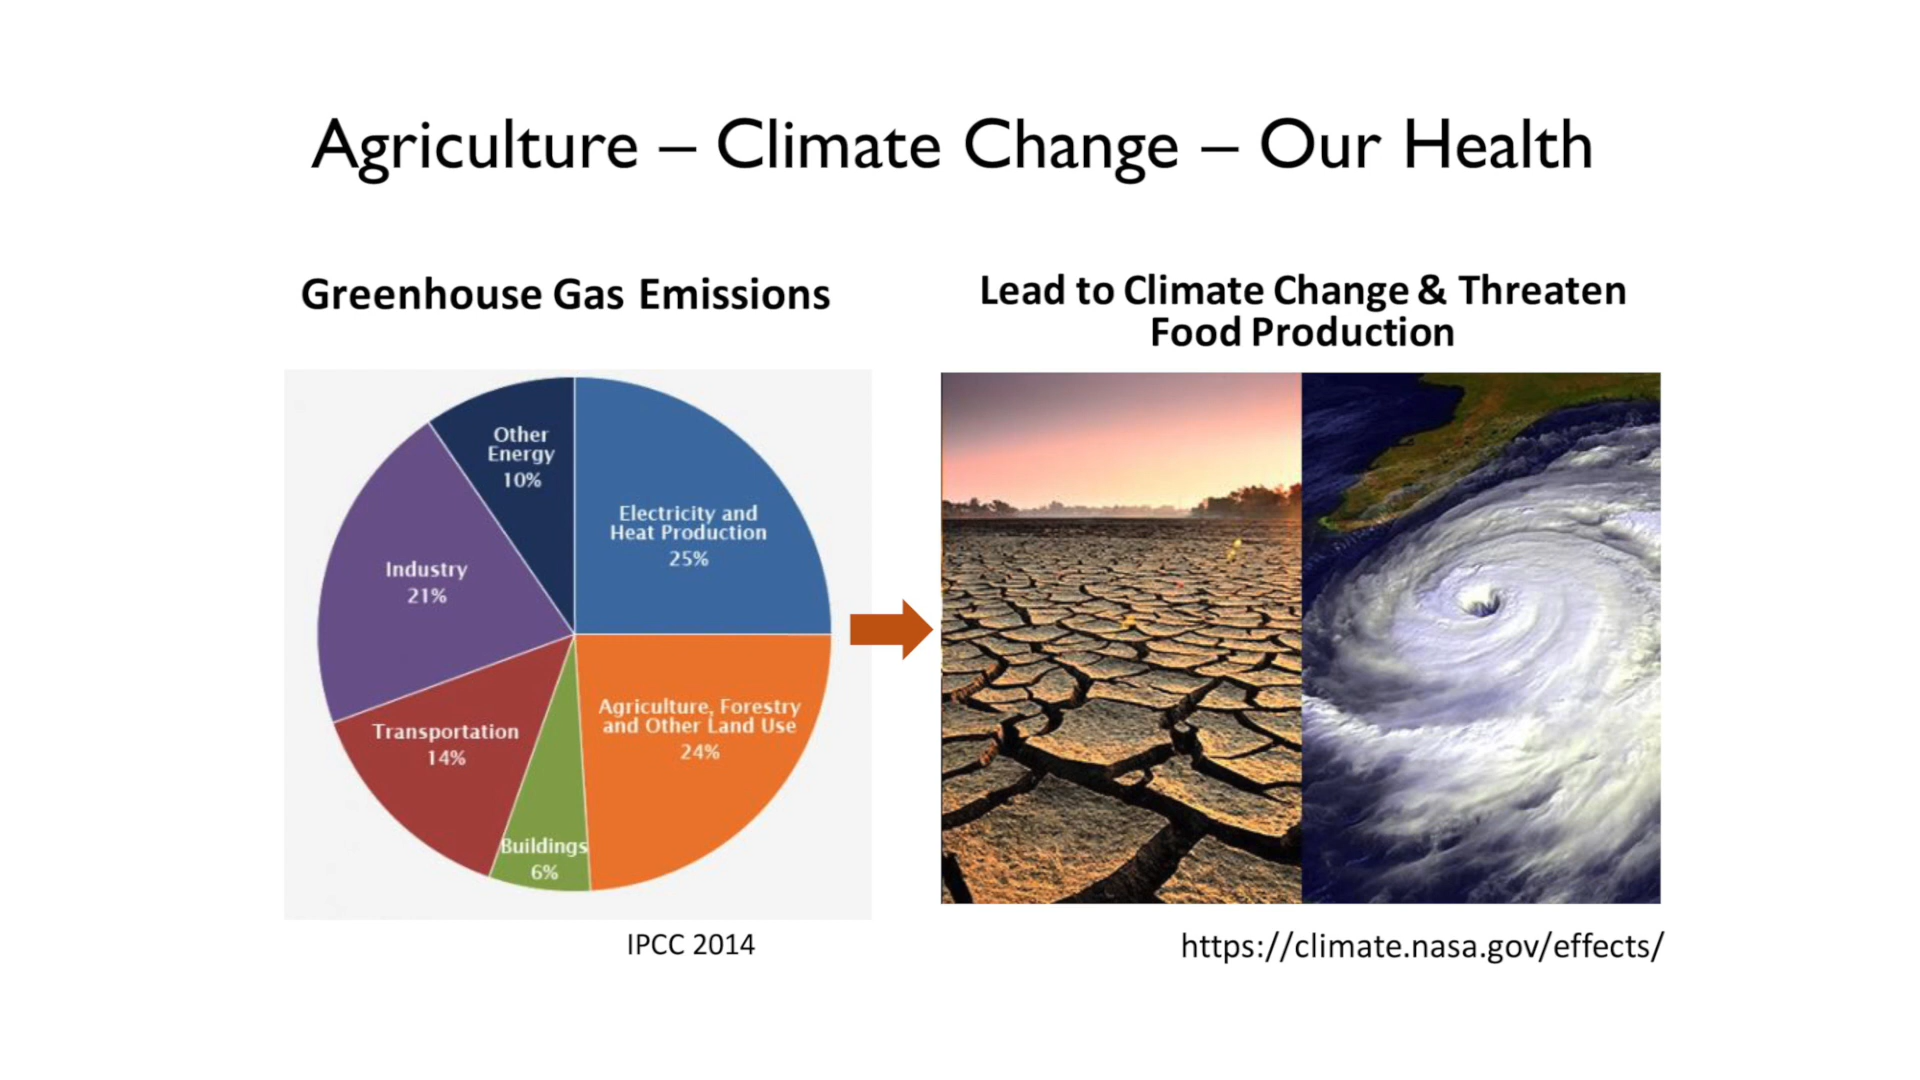 Agriculture – Climate Change – Our Health
Greenhouse Gas Emissions
Other
Energy
10%
Electricity and
Heat Production
25%
Industry
21%
Transportation
14%
Agriculture, Forestry
and Other Land Use
24%
Buildings
6%
IPCC 2014
Lead to Climate Change & Threaten
Food Production
https://climate.nasa.gov/effects/